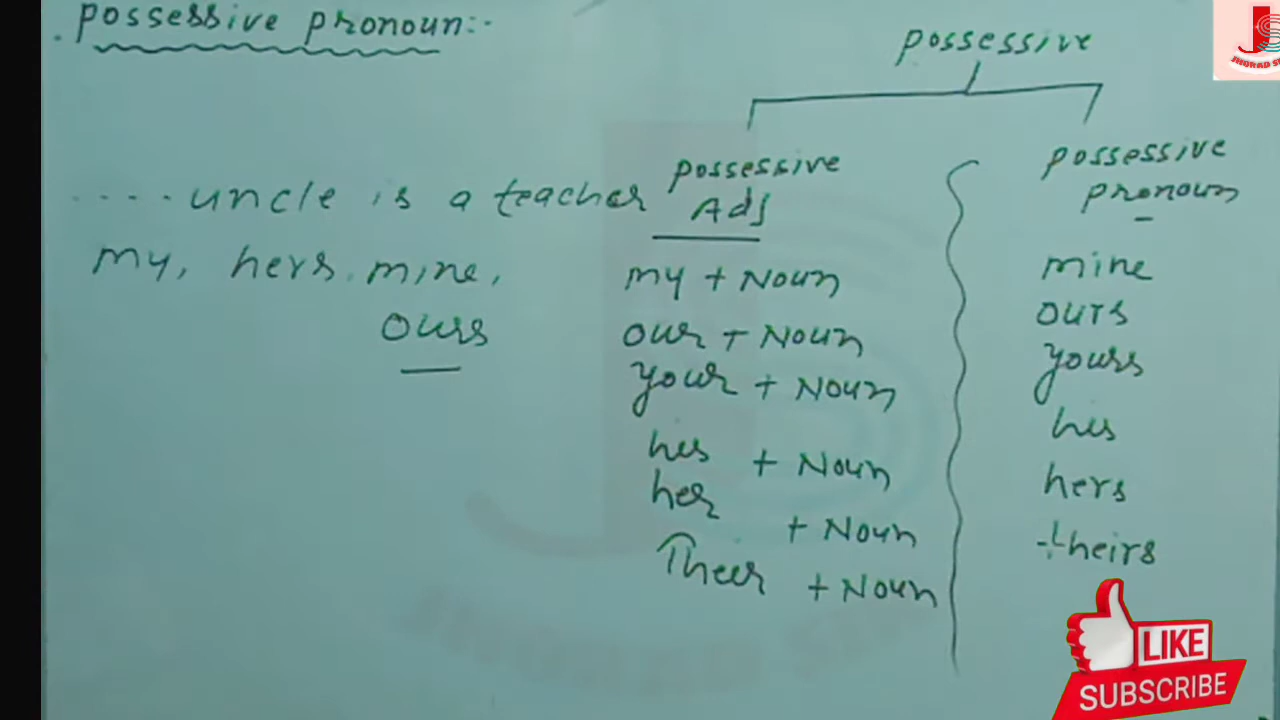 . Possessive Pronoun:-
Possessive
.... uncle is a teacher
my, hers, mine,
ours
Possessive
Adj
my + Noun
our + Noun
your + Noun
his + Noun
her + Noun
Their + Noun
Possessive
pronoun
mine
ours
yours
his
hers
theirs
LIKE
SUBSCRIBE